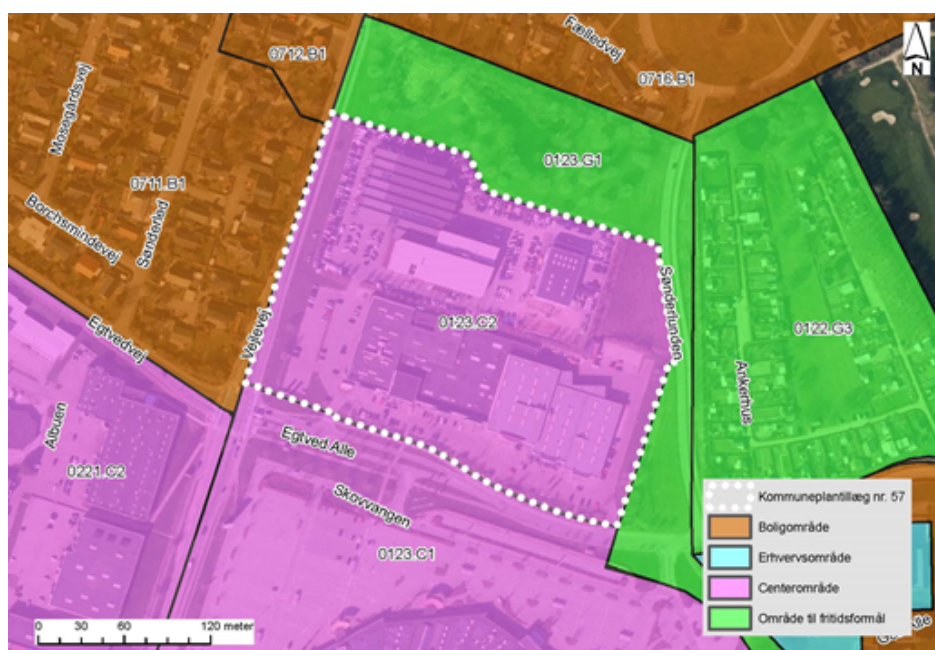 Fælledvej
N
0712.B1
0716.B1
Mosegårdsvej
0123.G1
0711.B1
Borchsmindevej
Sønderled
Sønderlunden
0123.C2
0122.G3
Vejlevej
Egtvedvej
Ankerhus
Albuen
Egtved Alle
0221.C2
Skovvangen
0123.C1
Kommuneplantillæg nr. 57
Boligområde
Erhvervsområde
Centerområde
Område til fritidsformål
0 30 60 120 meter